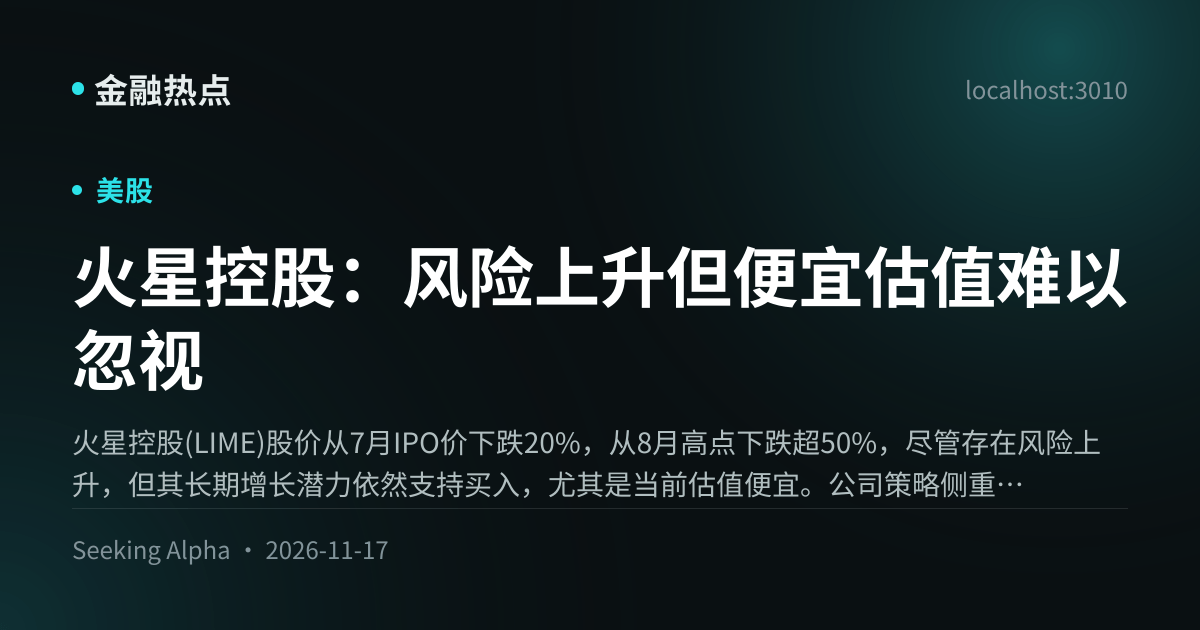 金融热点
localhost:3010
美股
火星控股：风险上升但便宜估值难以
忽视
火星控股(LIME)股价从7月IPO价下跌20%，从8月高点下跌超50%，尽管存在风险上
升，但其长期增长潜力依然支持买入，尤其是当前估值便宜。公司策略侧重…
Seeking Alpha · 2026-11-17